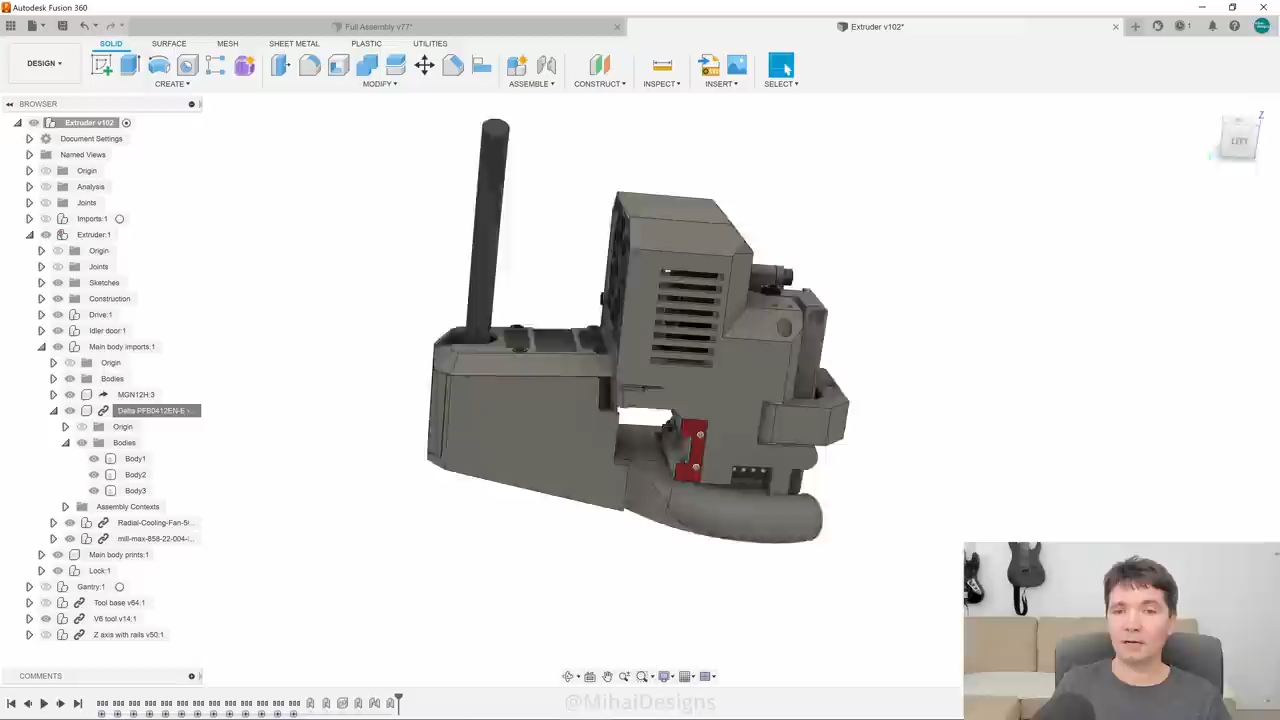 Autodesk Fusion 360
Full Assembly v77*
Extruder v102*
1
DESIGN
SOLID
SURFACE
MESH
SHEET METAL
PLASTIC
UTILITIES
CREATE
MODIFY
ASSEMBLE
CONSTRUCT
INSPECT
INSERT
SELECT
BROWSER
Extruder v102
Document Settings
Named Views
Origin
Analysis
Joints
Imports:1
Extruder:1
Origin
Joints
Sketches
Construction
Drive:1
Idler door:1
Main body imports:1
Origin
Bodies
MGN12H:3
Delta-PFB0412EN-E
Origin
Bodies
Body1
Body2
Body3
Assembly Contexts
Radial-Cooling-Fan-5(...
mill-max-858-22-004-...
Main body prints:1
Lock:1
Gantry:1
Tool base v64:1
V6 tool v14:1
Z axis with rails v50:1
COMMENTS
Z
@MihaiDesigns